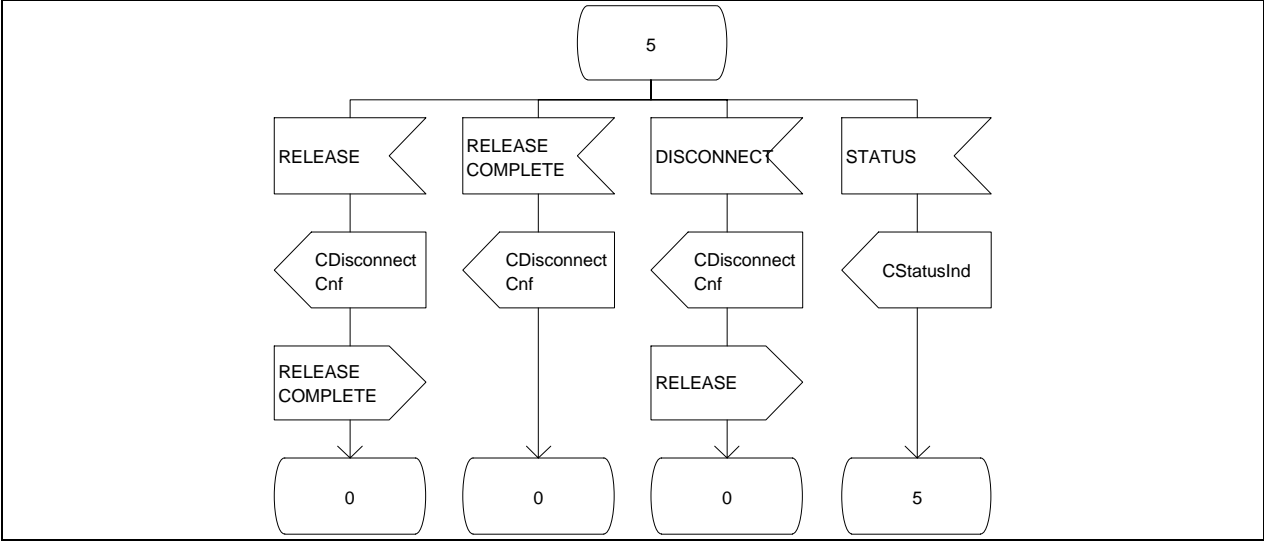 5
RELEASE
RELEASE
COMPLETE
DISCONNECT
STATUS
CDisconnect
Cnf
CDisconnect
Cnf
CDisconnect
Cnf
CStatusInd
RELEASE
COMPLETE
RELEASE
0
0
0
5